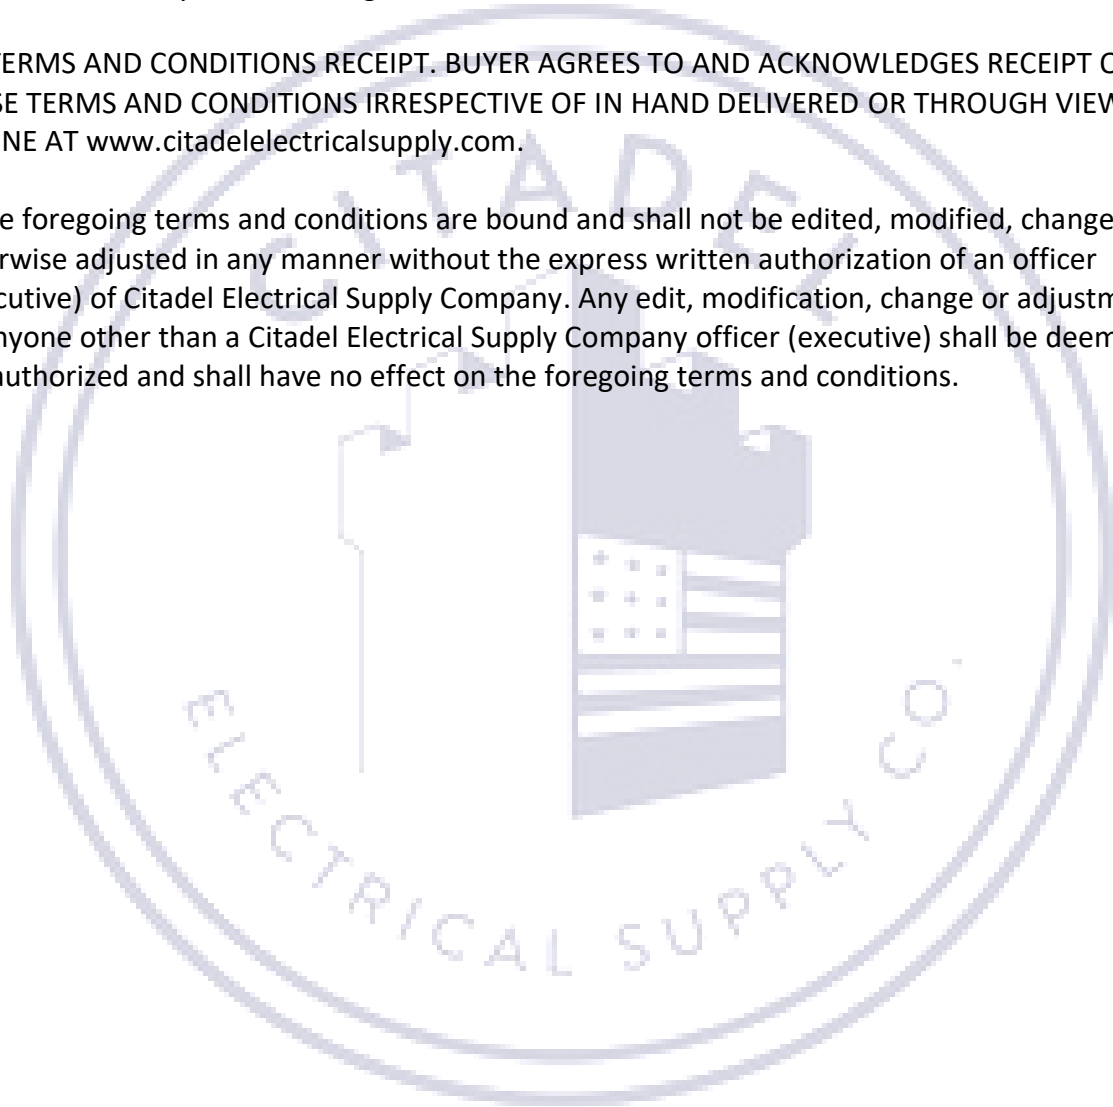 TERMS AND CONDITIONS RECEIPT. BUYER AGREES TO AND ACKNOWLEDGES RECEIPT
SE TERMS AND CONDITIONS IRRESPECTIVE OF IN HAND DELIVERED OR THROUGH VIEW
NE AT www.citadelelectricalsupply.com.
e foregoing terms and conditions are bound and shall not be edited, modified, change
rwise adjusted in any manner without the express written authorization of an officer
cutive) of Citadel Electrical Supply Company. Any edit, modification, change or adjustm
nyone other than a Citadel Electrical Supply Company officer (executive) shall be deem
authorized and shall have no effect on the foregoing terms and conditions.
CITADEL
ELECTRICAL SUPPLY CO.